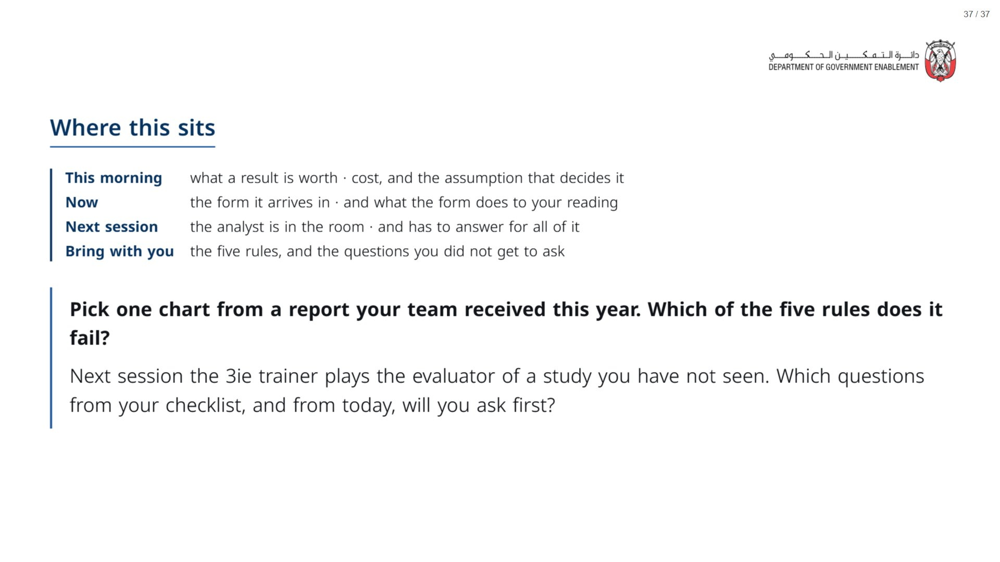 37 / 37
دائرة التمكين الحكومي
DEPARTMENT OF GOVERNMENT ENABLEMENT
Where this sits
This morning what a result is worth · cost, and the assumption that decides it
Now the form it arrives in · and what the form does to your reading
Next session the analyst is in the room · and has to answer for all of it
Bring with you the five rules, and the questions you did not get to ask
Pick one chart from a report your team received this year. Which of the five rules does it
fail?
Next session the 3ie trainer plays the evaluator of a study you have not seen. Which questions
from your checklist, and from today, will you ask first?